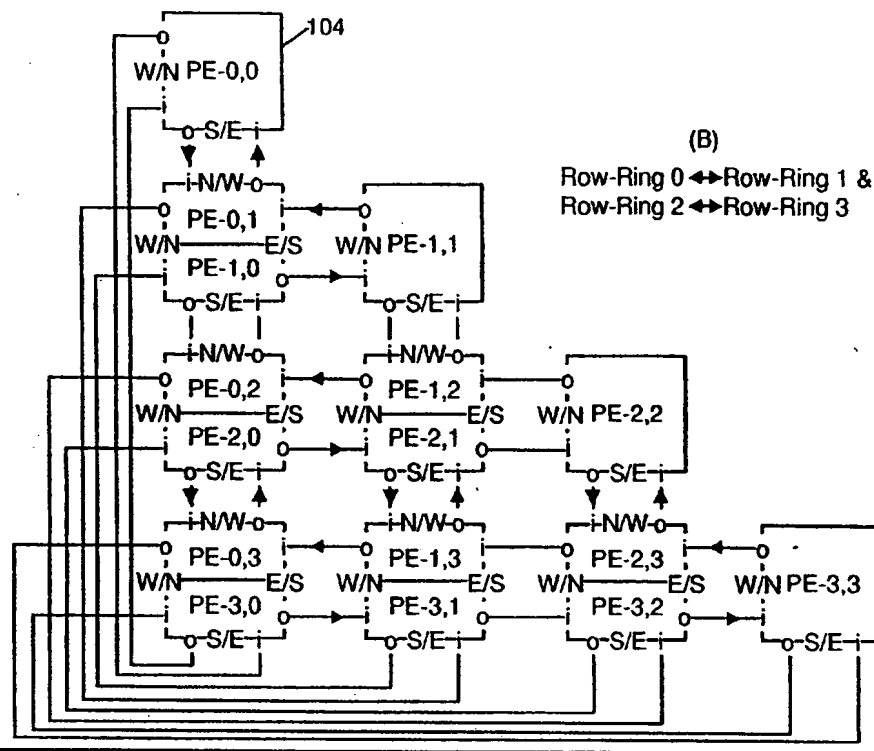 104
o
W/N PE-0,0
i
o S/E i
(B)
Row-Ring 0 ↔ Row-Ring 1 &
Row-Ring 2 ↔ Row-Ring 3
i N/W o
o PE-0,1 i o
W/N E/S W/N PE-1,1
i PE-1,0 o i
o S/E i o S/E i
i N/W o i N/W o
o PE-0,2 i o PE-1,2 i o
W/N E/S W/N E/S W/N PE-2,2
i PE-2,0 o i PE-2,1 o i
o S/E i o S/E i o S/E i
i N/W o i N/W o i N/W o
o PE-0,3 i o PE-1,3 i o PE-2,3 i o
W/N E/S W/N E/S W/N E/S W/N PE-3,3
i PE-3,0 o i PE-3,1 o i PE-3,2 o i
o S/E i o S/E i o S/E i o S/E i